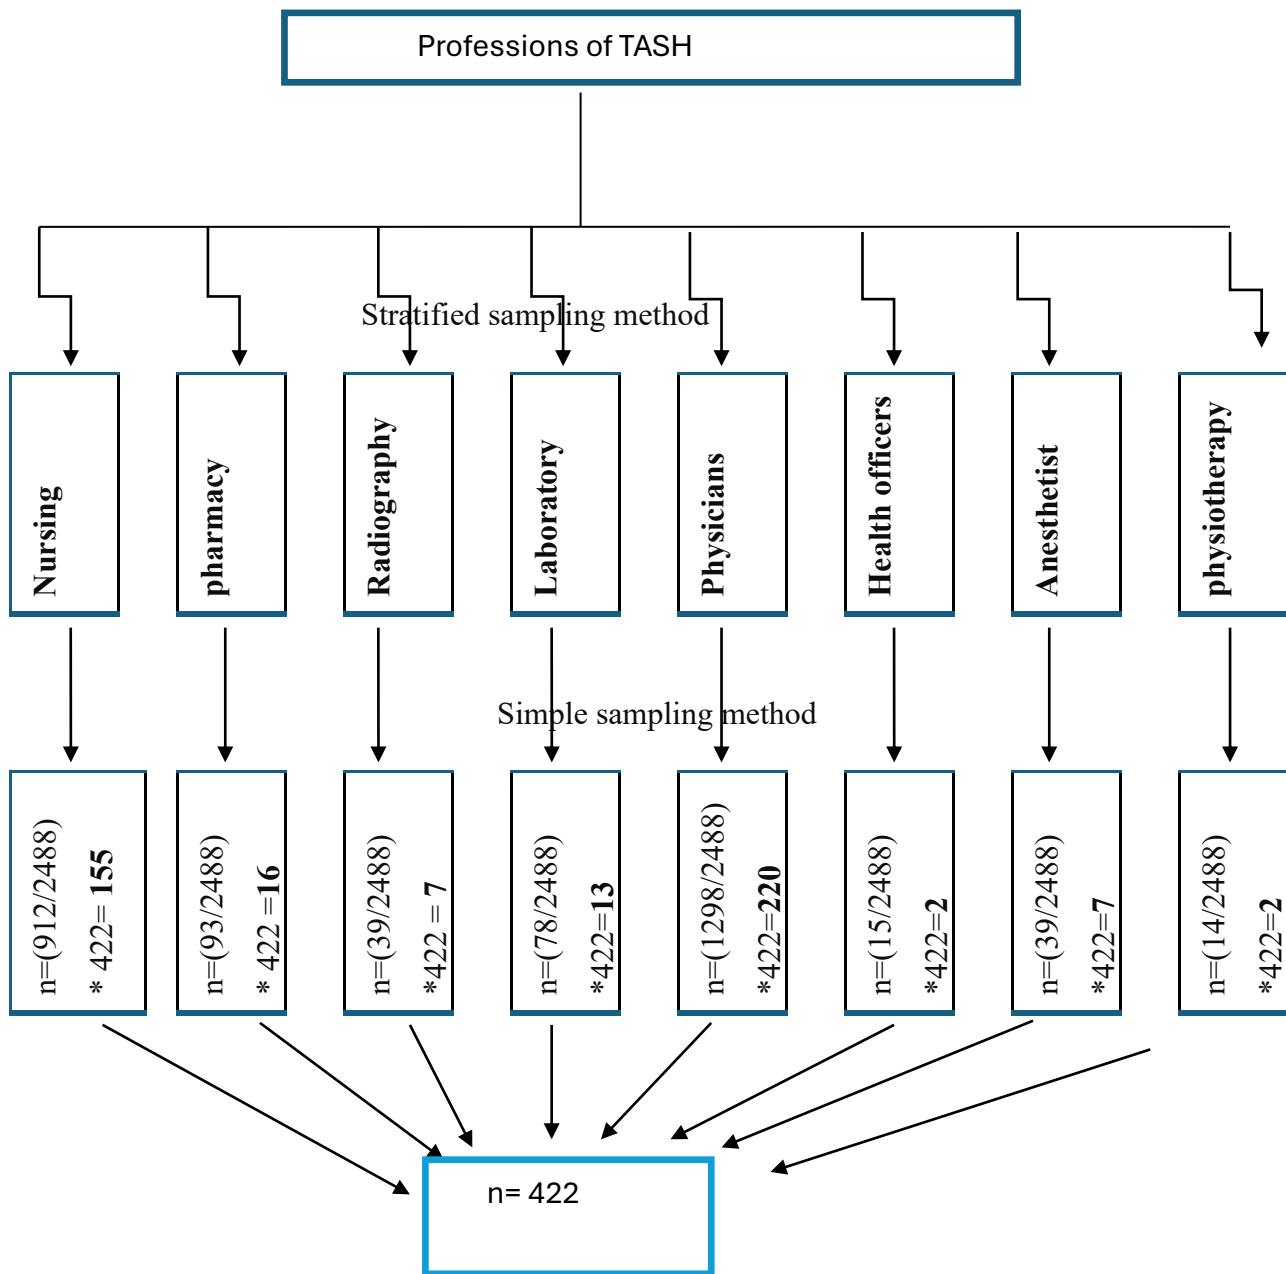 Professions of TASH
Stratified sampling method
Nursing
pharmacy
Radiography
Laboratory
Physicians
Health officers
Anesthetist
physiotherapy
Simple sampling method
n=(912/2488)
* 422= 155
n=(93/2488)
* 422 =16
n=(39/2488)
*422 = 7
n=(78/2488)
*422=13
n=(1298/2488)
*422=220
n=(15/2488)
*422=2
n=(39/2488)
*422=7
n=(14/2488)
*422=2
n= 422